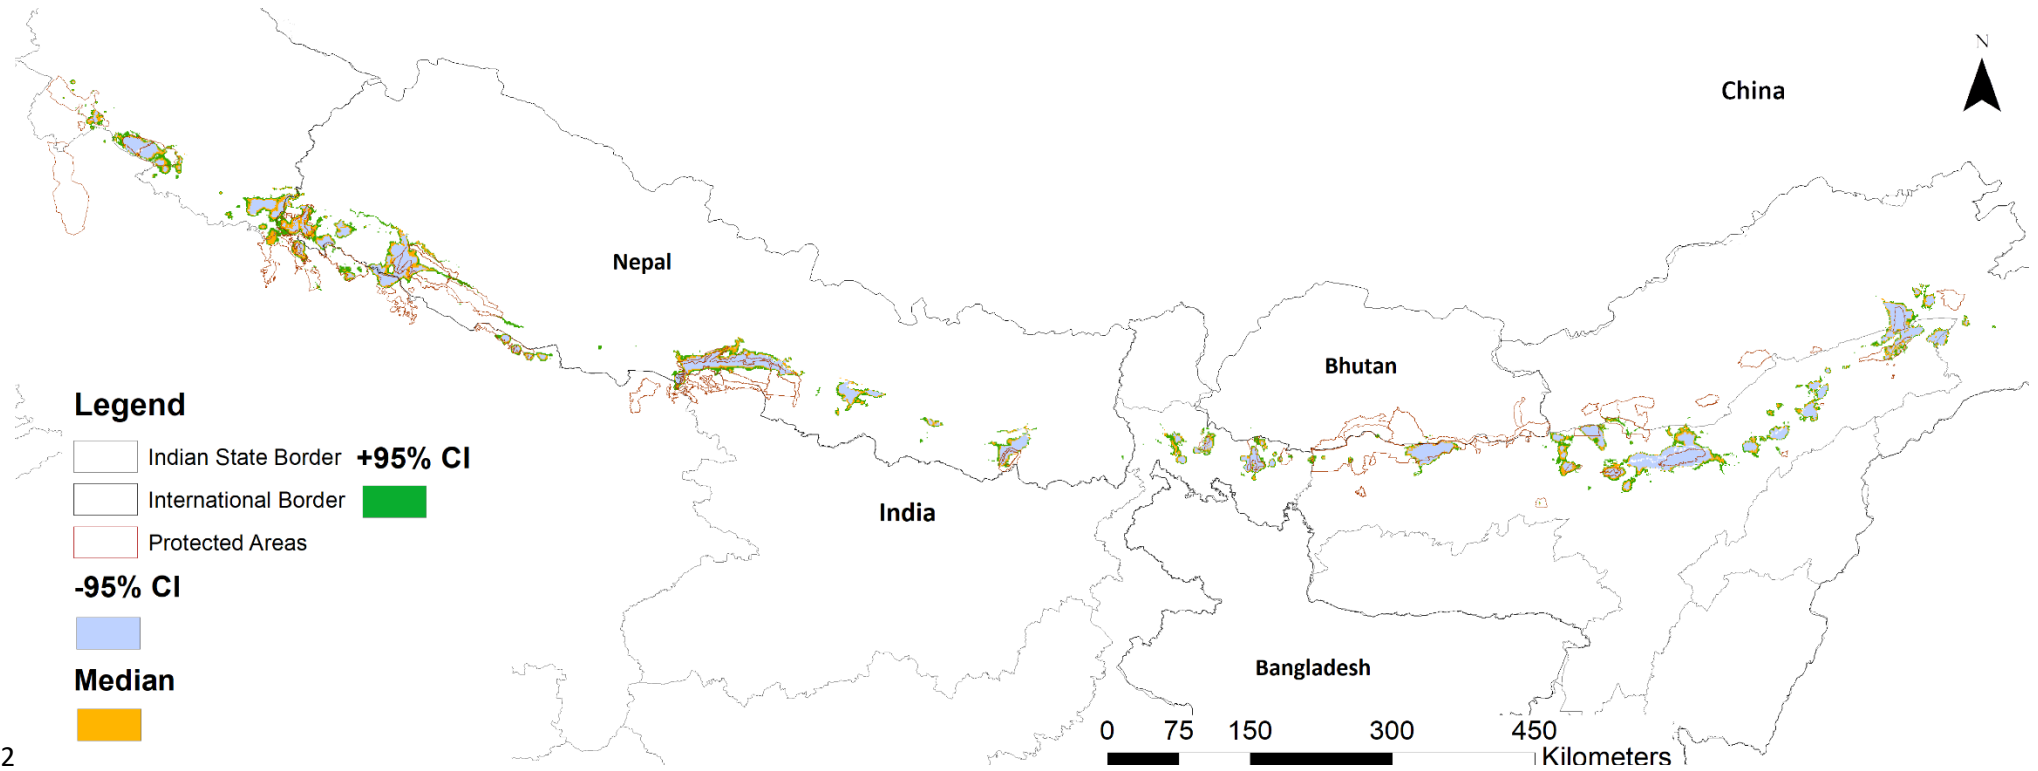 N
China
Nepal
Bhutan
India
Bangladesh
Legend
Indian State Border
+95% CI
International Border
Protected Areas
-95% CI
Median
0 75 150 300 450
Kilometers
2